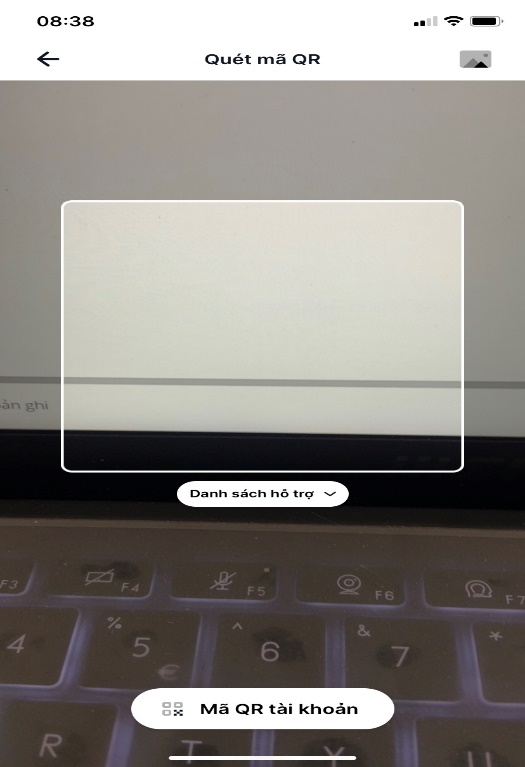 08:38
Quét mã QR
bản ghi
Danh sách hỗ trợ
F3 F4 F5 F6 F7
% ^ & *
4 5 € 6 7
Mã QR tài khoản
R T Y U